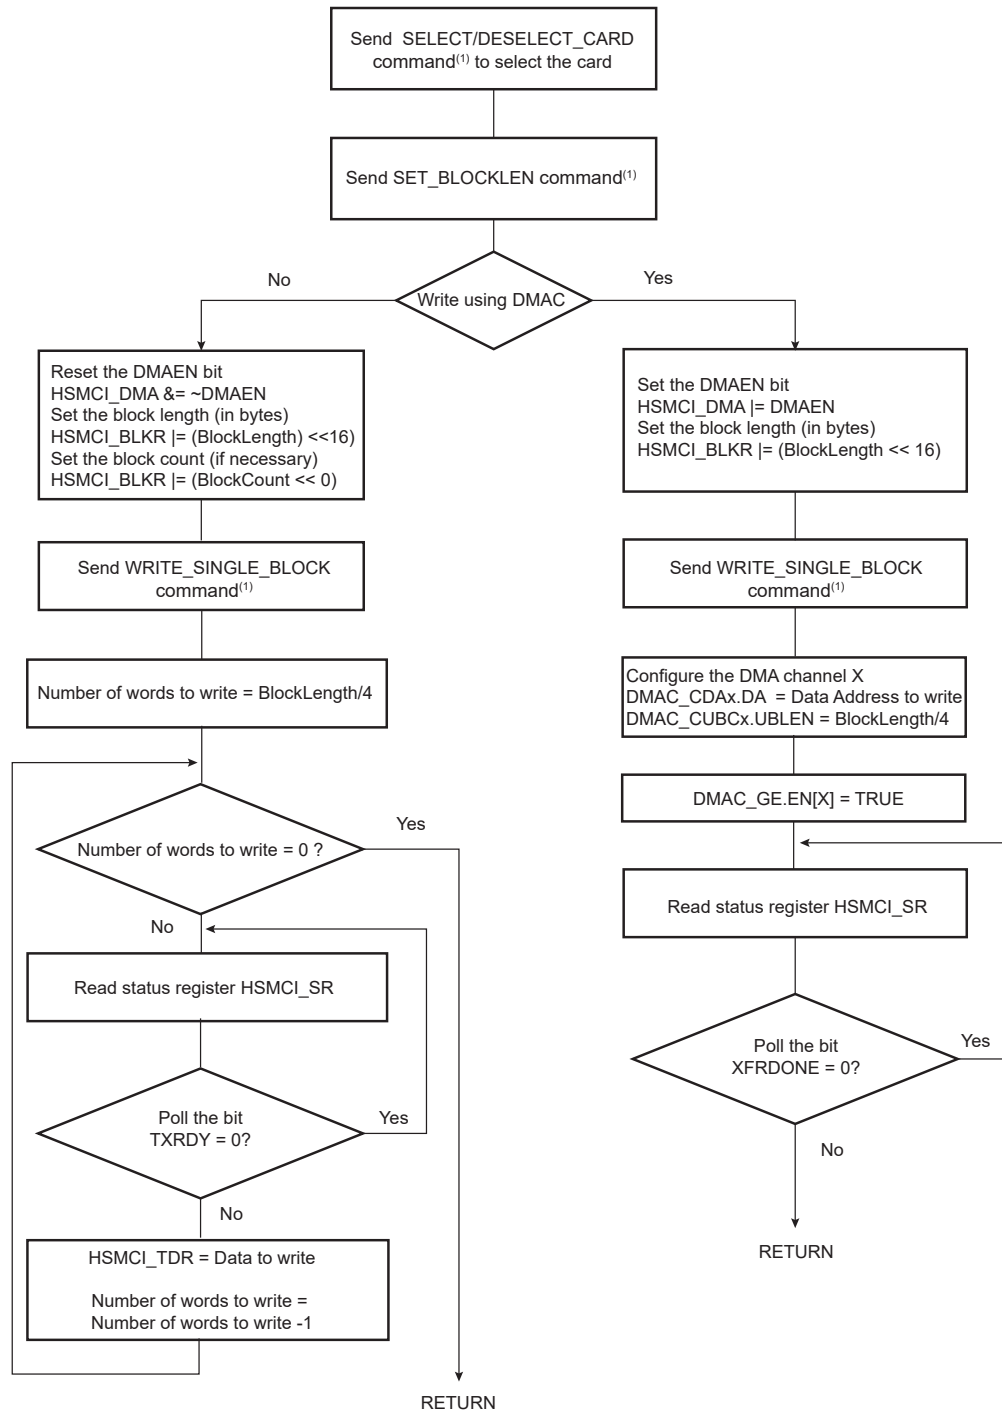 Send SELECT/DESELECT_CARD
command(1) to select the card
Send SET_BLOCKLEN command(1)
Write using DMAC
No
Yes
Reset the DMAEN bit
HSMCI_DMA &= ~DMAEN
Set the block length (in bytes)
HSMCI_BLKR |= (BlockLength) <<16)
Set the block count (if necessary)
HSMCI_BLKR |= (BlockCount << 0)
Send WRITE_SINGLE_BLOCK
command(1)
Number of words to write = BlockLength/4
Number of words to write = 0 ?
Yes
No
Read status register HSMCI_SR
Poll the bit
TXRDY = 0?
Yes
No
HSMCI_TDR = Data to write
Number of words to write =
Number of words to write -1
RETURN
Set the DMAEN bit
HSMCI_DMA |= DMAEN
Set the block length (in bytes)
HSMCI_BLKR |= (BlockLength << 16)
Send WRITE_SINGLE_BLOCK
command(1)
Configure the DMA channel X
DMAC_CDAx.DA = Data Address to write
DMAC_CUBCx.UBLEN = BlockLength/4
DMAC_GE.EN[X] = TRUE
Read status register HSMCI_SR
Poll the bit
XFRDONE = 0?
Yes
No
RETURN